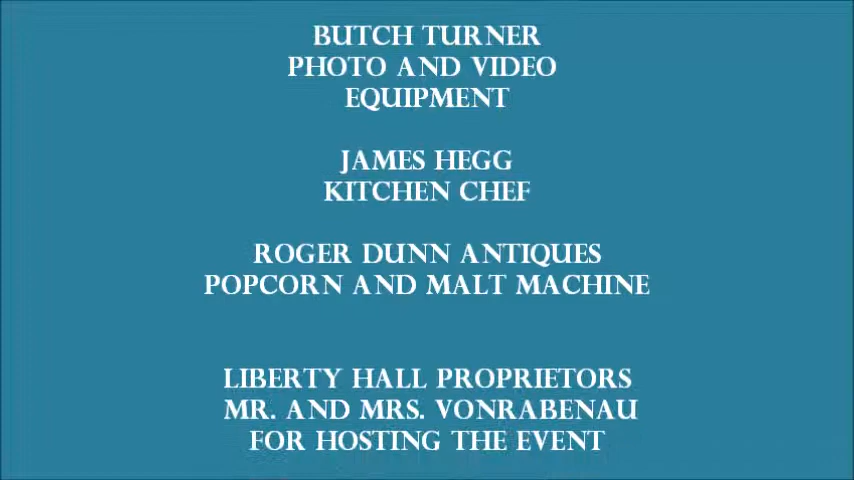 BUTCH TURNER
PHOTO AND VIDEO
EQUIPMENT
JAMES HEGG
KITCHEN CHEF
ROGER DUNN ANTIQUES
POPCORN AND MALT MACHINE
LIBERTY HALL PROPRIETORS
MR. AND MRS. VONRABENAU
FOR HOSTING THE EVENT